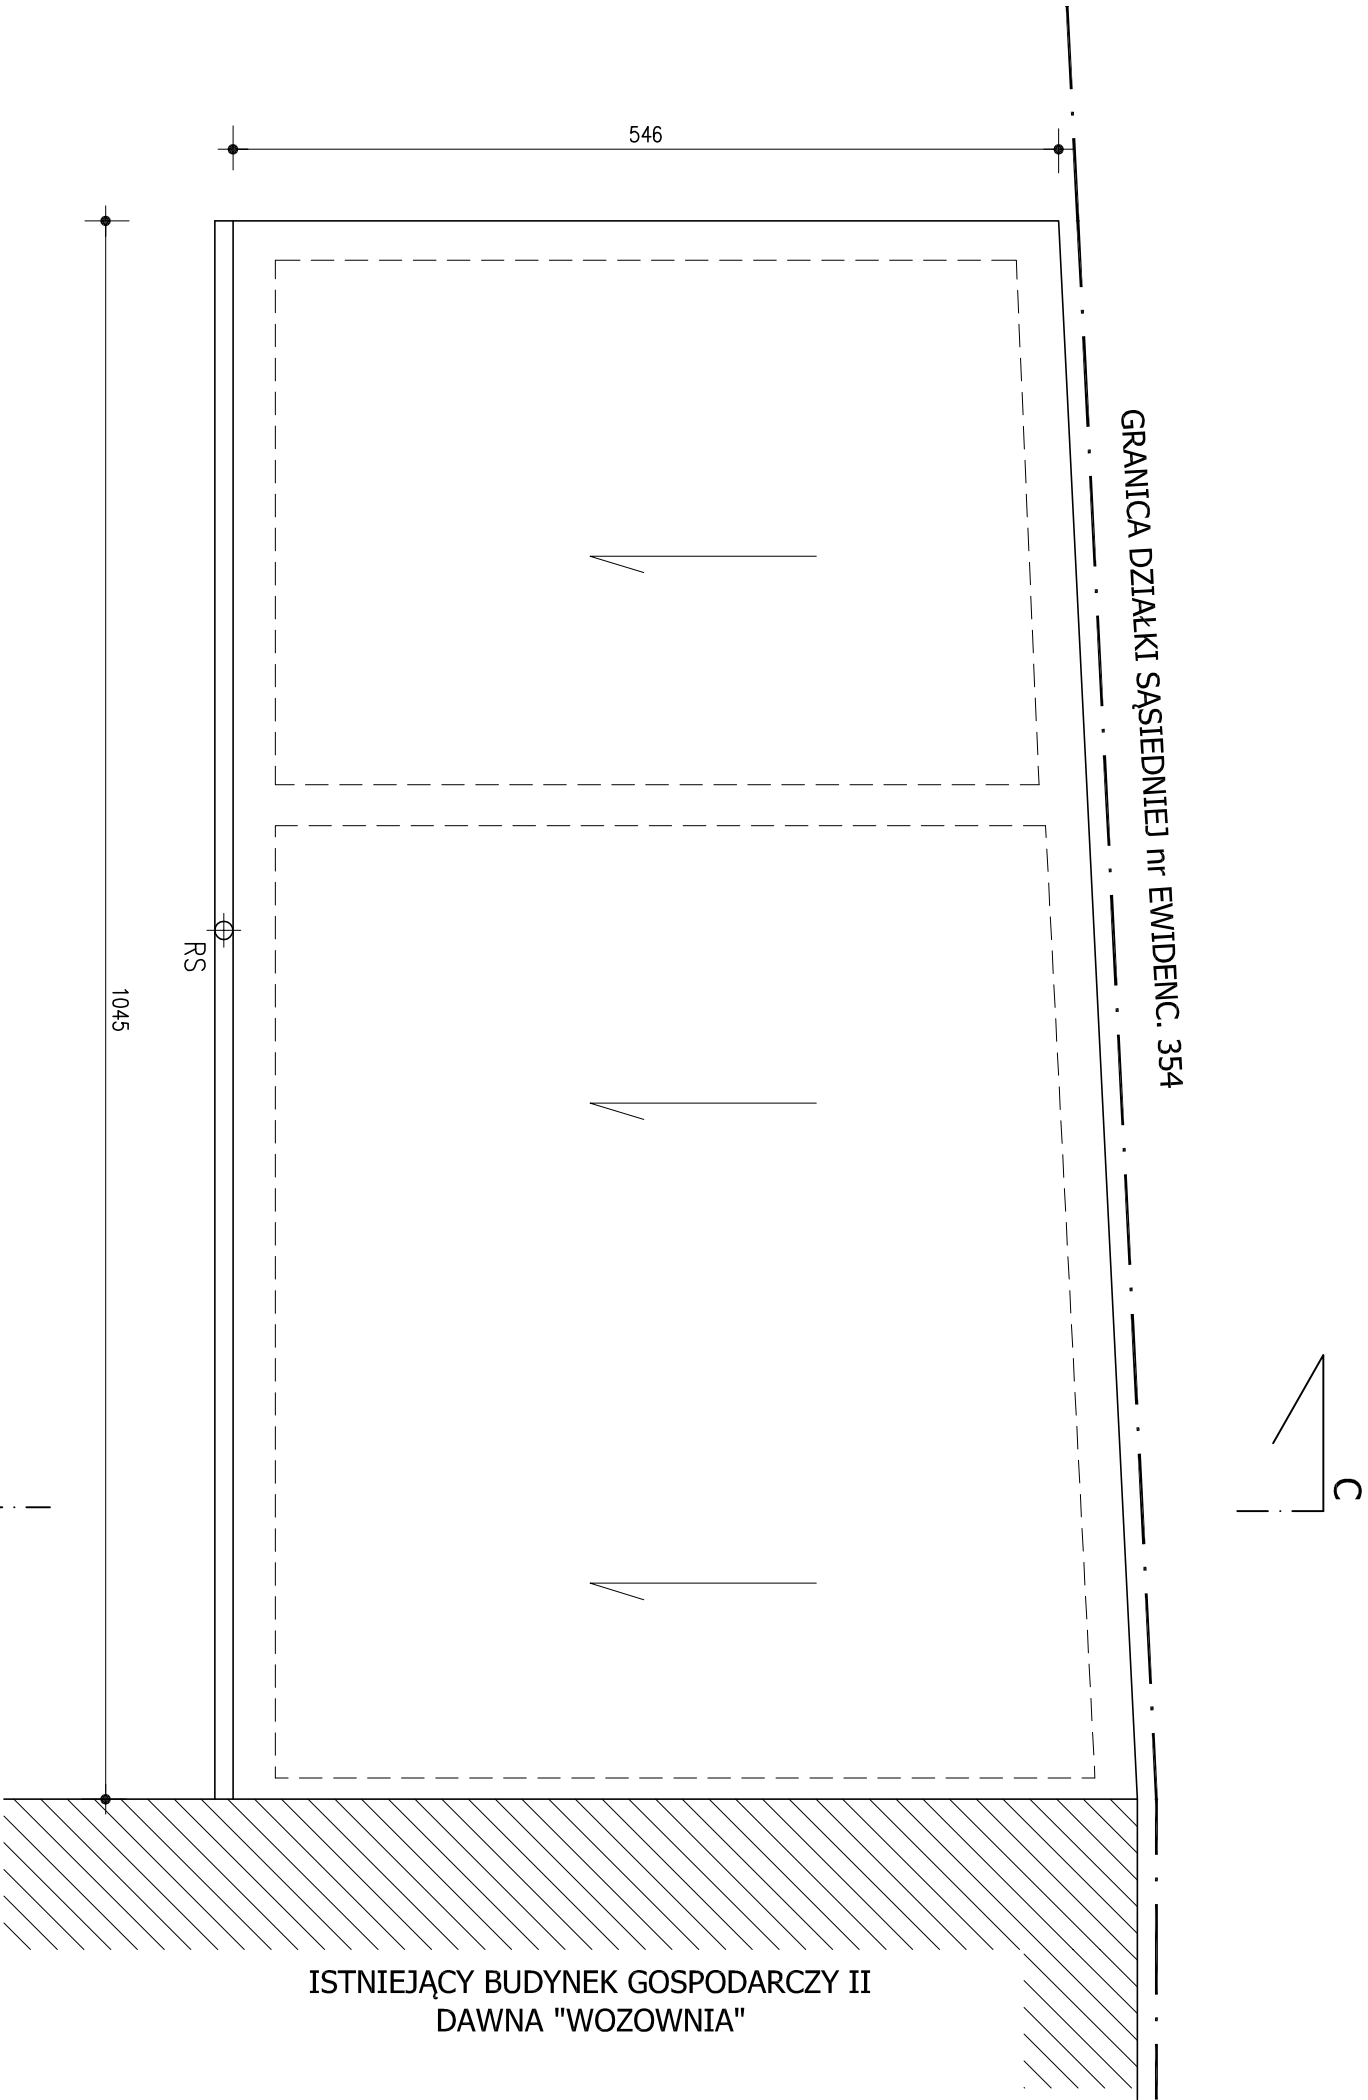 546
GRANICA DZIAŁKI SĄSIEDNIEJ nr EWIDENC. 354
RS
1045
C
ISTNIEJĄCY BUDYNEK GOSPODARCZY II
DAWNA "WOZOWNIA"